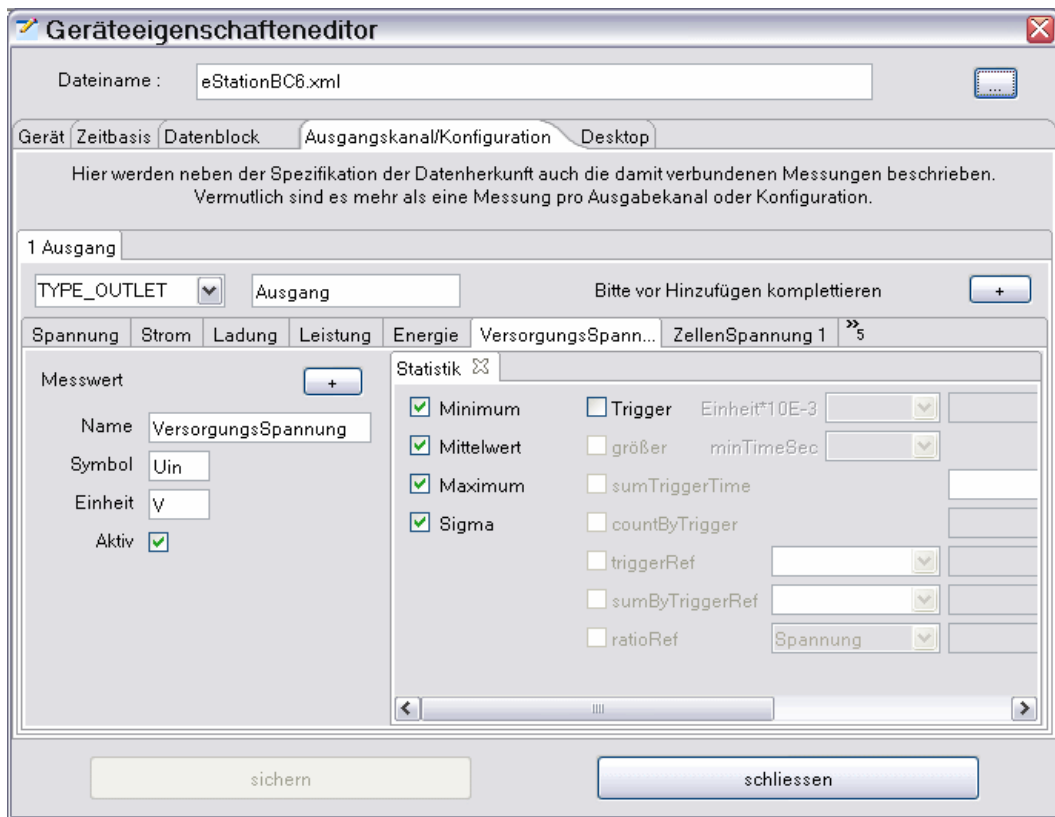 Geräteeigenschafteneditor
Dateiname :
eStationBC6.xml
...
Gerät Zeitbasis Datenblock Ausgangskanal/Konfiguration Desktop
Hier werden neben der Spezifikation der Datenherkunft auch die damit verbundenen Messungen beschrieben.
Vermutlich sind es mehr als eine Messung pro Ausgabekanal oder Konfiguration.
1 Ausgang
TYPE_OUTLET Ausgang Bitte vor Hinzufügen komplettieren +
Spannung Strom Ladung Leistung Energie VersorgungsSpann... ZellenSpannung 1 »5
Messwert +
Name VersorgungsSpannung
Symbol Uin
Einheit V
Aktiv
Statistik
Minimum Trigger Einheit*10E-3
Mittelwert größer minTimeSec
Maximum sumTriggerTime
Sigma countByTrigger
triggerRef
sumByTriggerRef
ratioRef Spannung
sichern schliessen